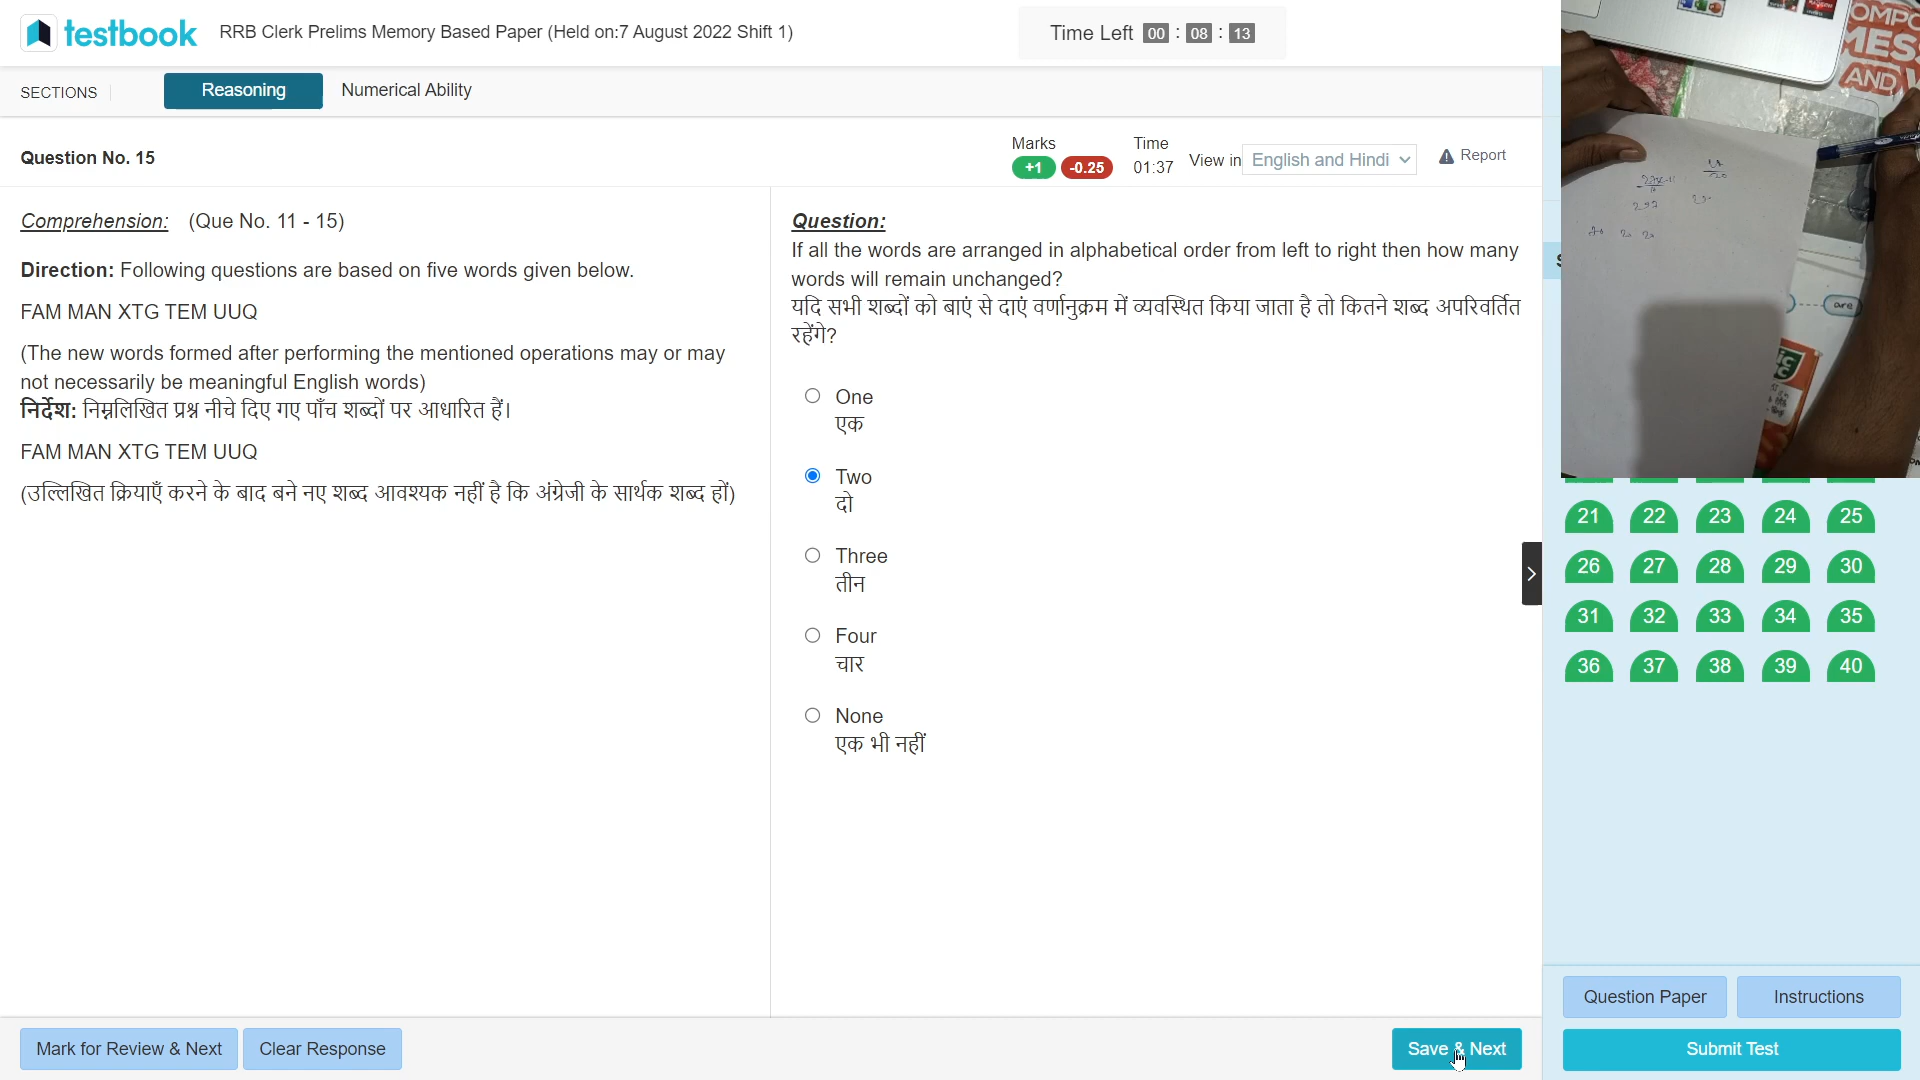 testbook RRB Clerk Prelims Memory Based Paper (Held on:7 August 2022 Shift 1) Time Left 00 : 08 : 13
SECTIONS Reasoning Numerical Ability
Question No. 15
Marks +1 -0.25 Time 01:37 View in English and Hindi Report
Comprehension: (Que No. 11 - 15)
Direction: Following questions are based on five words given below.
FAM MAN XTG TEM UUQ
(The new words formed after performing the mentioned operations may or may
not necessarily be meaningful English words)
निर्देश: निम्नलिखित प्रश्न नीचे दिए गए पाँच शब्दों पर आधारित हैं।
FAM MAN XTG TEM UUQ
(उल्लिखित क्रियाएँ करने के बाद बने नए शब्द आवश्यक नहीं है कि अंग्रेजी के सार्थक शब्द हों)
Question:
If all the words are arranged in alphabetical order from left to right then how many
words will remain unchanged?
यदि सभी शब्दों को बाएं से दाएं वर्णानुक्रम में व्यवस्थित किया जाता है तो कितने शब्द अपरिवर्तित
रहेंगे?
One
एक
Two
दो
Three
तीन
Four
चार
None
एक भी नहीं
AND
are
21 22 23 24 25
26 27 28 29 30
31 32 33 34 35
36 37 38 39 40
Question Paper Instructions
Mark for Review & Next Clear Response Save & Next Submit Test